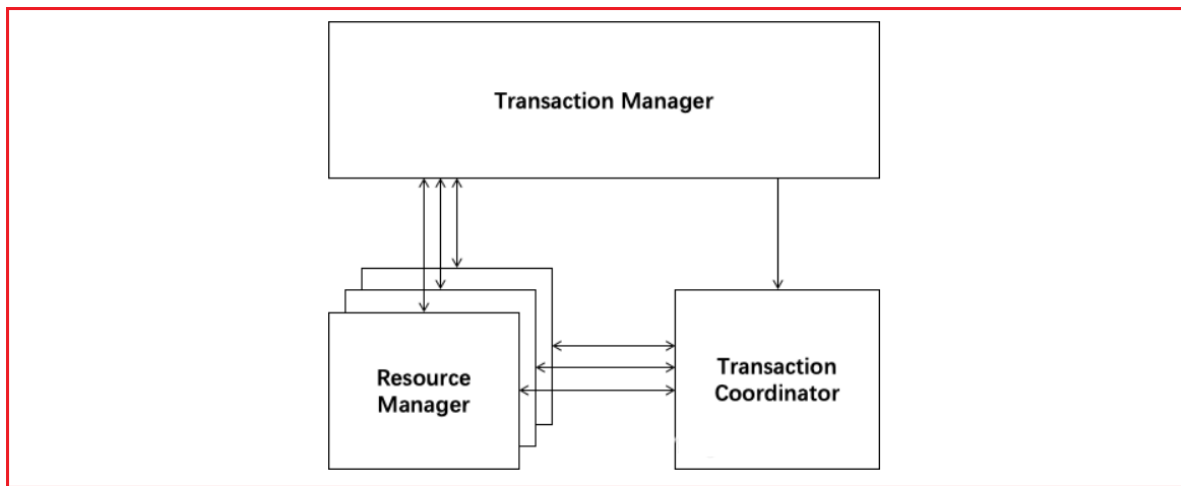 Transaction Manager
Resource
Manager
Transaction
Coordinator